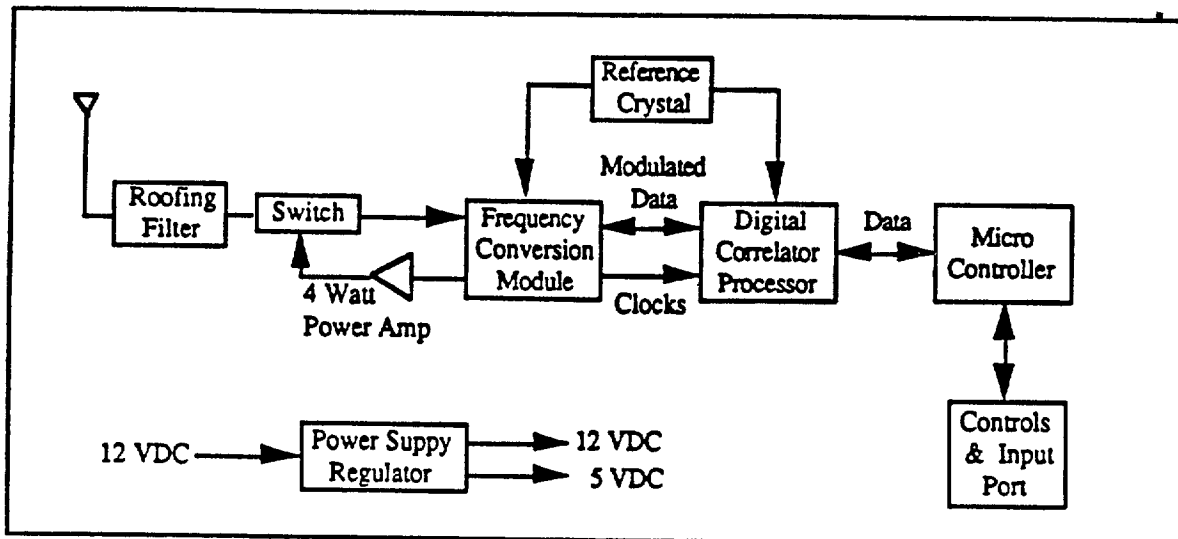 Reference
Crystal
Roofing
Filter
Switch
4 Watt
Power Amp
Frequency
Conversion
Module
Modulated
Data
Clocks
Digital
Correlator
Processor
Data
Micro
Controller
Controls
& Input
Port
12 VDC
Power Suppy
Regulator
12 VDC
5 VDC